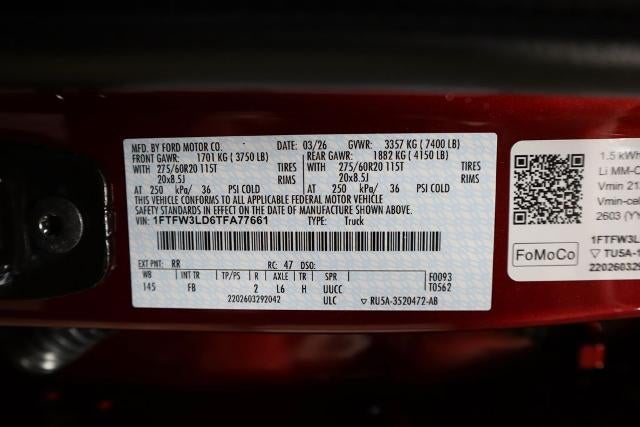 MFD. BY FORD MOTOR CO. 03/26 GVWR: 3357 KG ( 7400 LB)
FRONT GAWR: 1701 KG ( 3750 LB) REAR GAWR: 1882 KG ( 4150 LB)
WITH 275/60R20 115T TIRES WITH 275/60R20 115T TIRES
20x8.5J RIMS 20x8.5J RIMS
AT 250 kPa/ 36 PSI COLD AT 250 kPa/ 36 PSI COLD
THIS VEHICLE CONFORMS TO ALL APPLICABLE FEDERAL MOTOR VEHICLE
SAFETY STANDARDS IN EFFECT ON THE DATE OF MANUFACTURE SHOWN ABOVE
VIN: 1FTFW3LD6TFA77661 TYPE: Truck
EXT PNT: RR RC: 47 DSO:
WB INT TR TP/PS R AXLE TR SPR F0093
145 FB 2 L6 H UUCC T0562
2202603292042 ULC ▽ RU5A-3520472-AB
1.5 kWh
Li MM-O
Vmin 21
Vmin-cel
2603 (YY
1FTFW3L
FoMoCo
▽ TU5A-1
2202603292